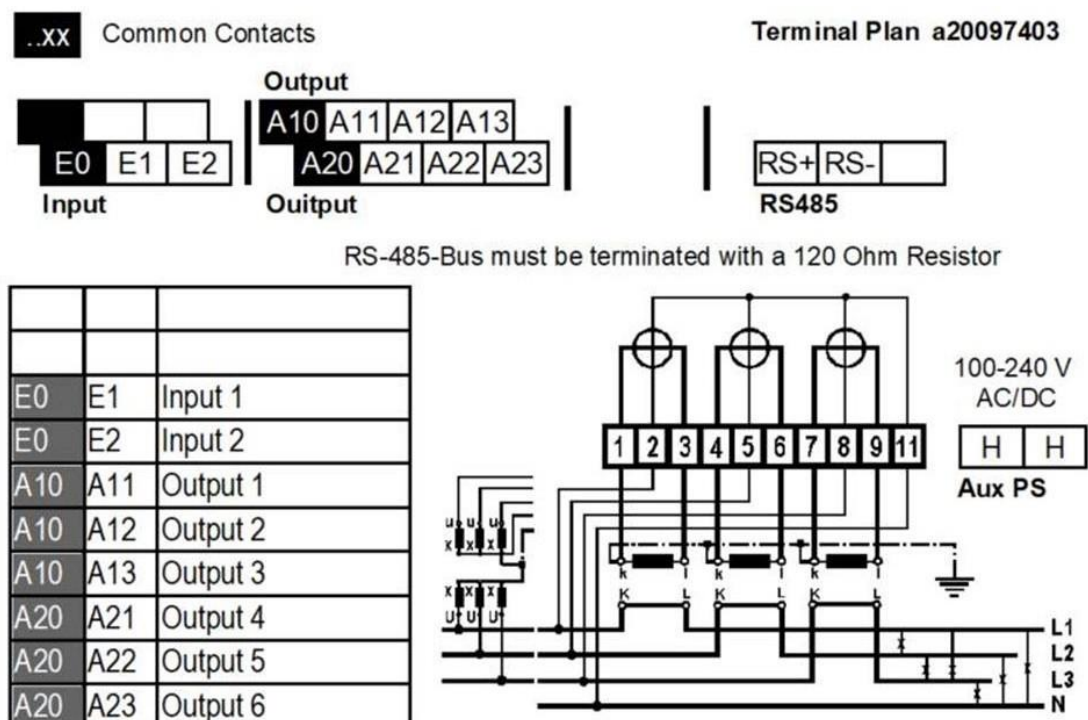 ..xx Common Contacts
Terminal Plan a20097403
Output
A10 A11 A12 A13
E0 E1 E2
A20 A21 A22 A23
RS+ RS-
Input
Ouitput
RS485
RS-485-Bus must be terminated with a 120 Ohm Resistor
E0 E1 Input 1
E0 E2 Input 2
A10 A11 Output 1
A10 A12 Output 2
A10 A13 Output 3
A20 A21 Output 4
A20 A22 Output 5
A20 A23 Output 6
1 2 3 4 5 6 7 8 9 11
100-240 V
AC/DC
H H
Aux PS
u u u
x x x
k l k l k l
K L K L K L
x x x
U U U
L1
L2
L3
N